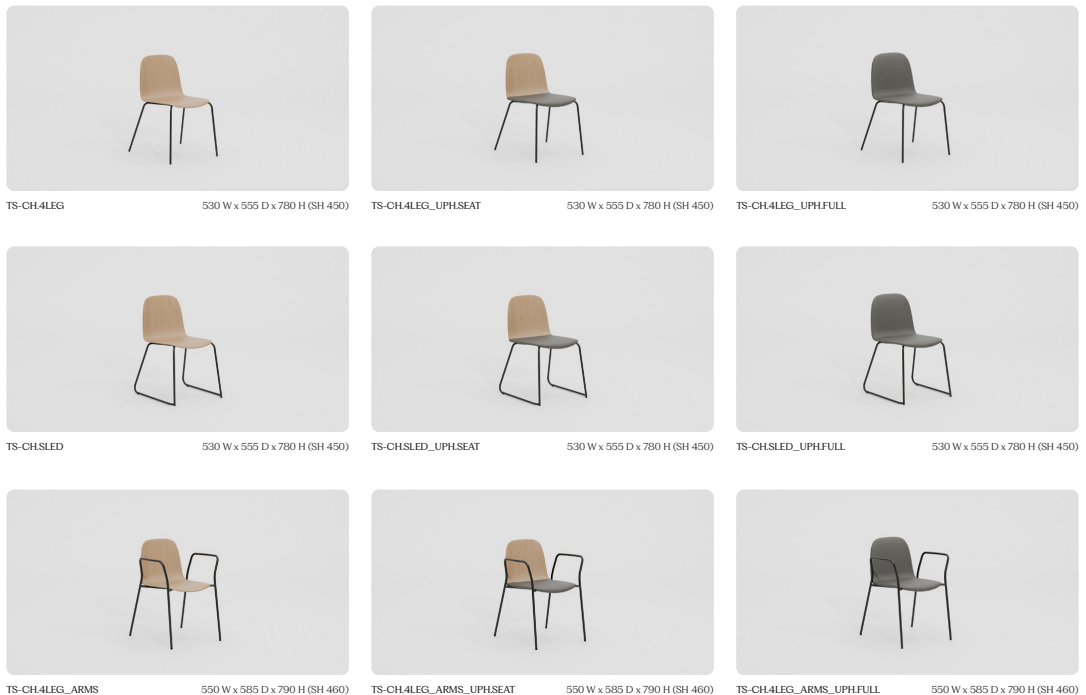 TS-CH.4LEG 530 W x 555 D x 780 H (SH 450) TS-CH.4LEG_UPH.SEAT 530 W x 555 D x 780 H (SH 450) TS-CH.4LEG_UPH.FULL 530 W x 555 D x 780 H (SH 450)
TS-CH.SLED 530 W x 555 D x 780 H (SH 450) TS-CH.SLED_UPH.SEAT 530 W x 555 D x 780 H (SH 450) TS-CH.SLED_UPH.FULL 530 W x 555 D x 780 H (SH 450)
TS-CH.4LEG_ARMS 550 W x 585 D x 790 H (SH 460) TS-CH.4LEG_ARMS_UPH.SEAT 550 W x 585 D x 790 H (SH 460) TS-CH.4LEG_ARMS_UPH.FULL 550 W x 585 D x 790 H (SH 460)